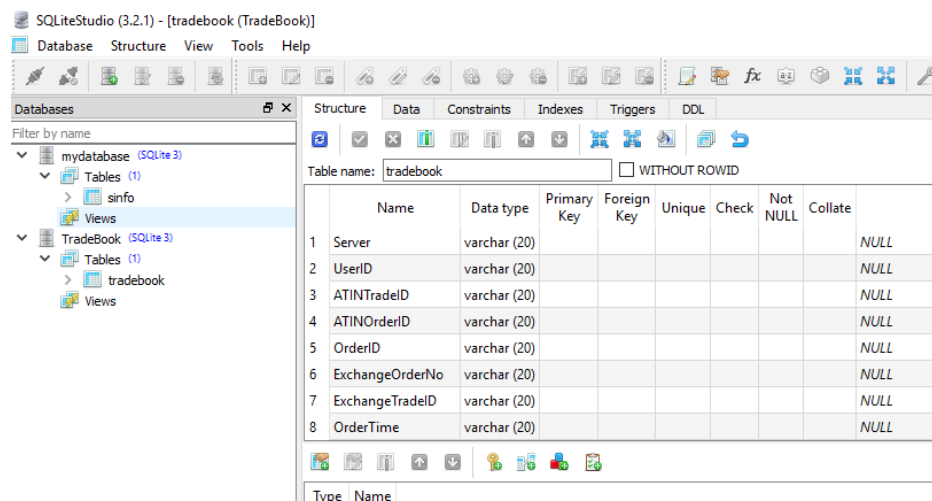 SQLiteStudio (3.2.1) - [tradebook (TradeBook)]
Database Structure View Tools Help
Databases
Filter by name
mydatabase (SQLite 3)
Tables (1)
sinfo
Views
TradeBook (SQLite 3)
Tables (1)
tradebook
Views
Structure Data Constraints Indexes Triggers DDL
Table name: tradebook WITHOUT ROWID
Name Data type Primary Key Foreign Key Unique Check Not NULL Collate
1 Server varchar (20) NULL
2 UserID varchar (20) NULL
3 ATINTradeID varchar (20) NULL
4 ATINOrderID varchar (20) NULL
5 OrderID varchar (20) NULL
6 ExchangeOrderNo varchar (20) NULL
7 ExchangeTradeID varchar (20) NULL
8 OrderTime varchar (20) NULL
Type Name